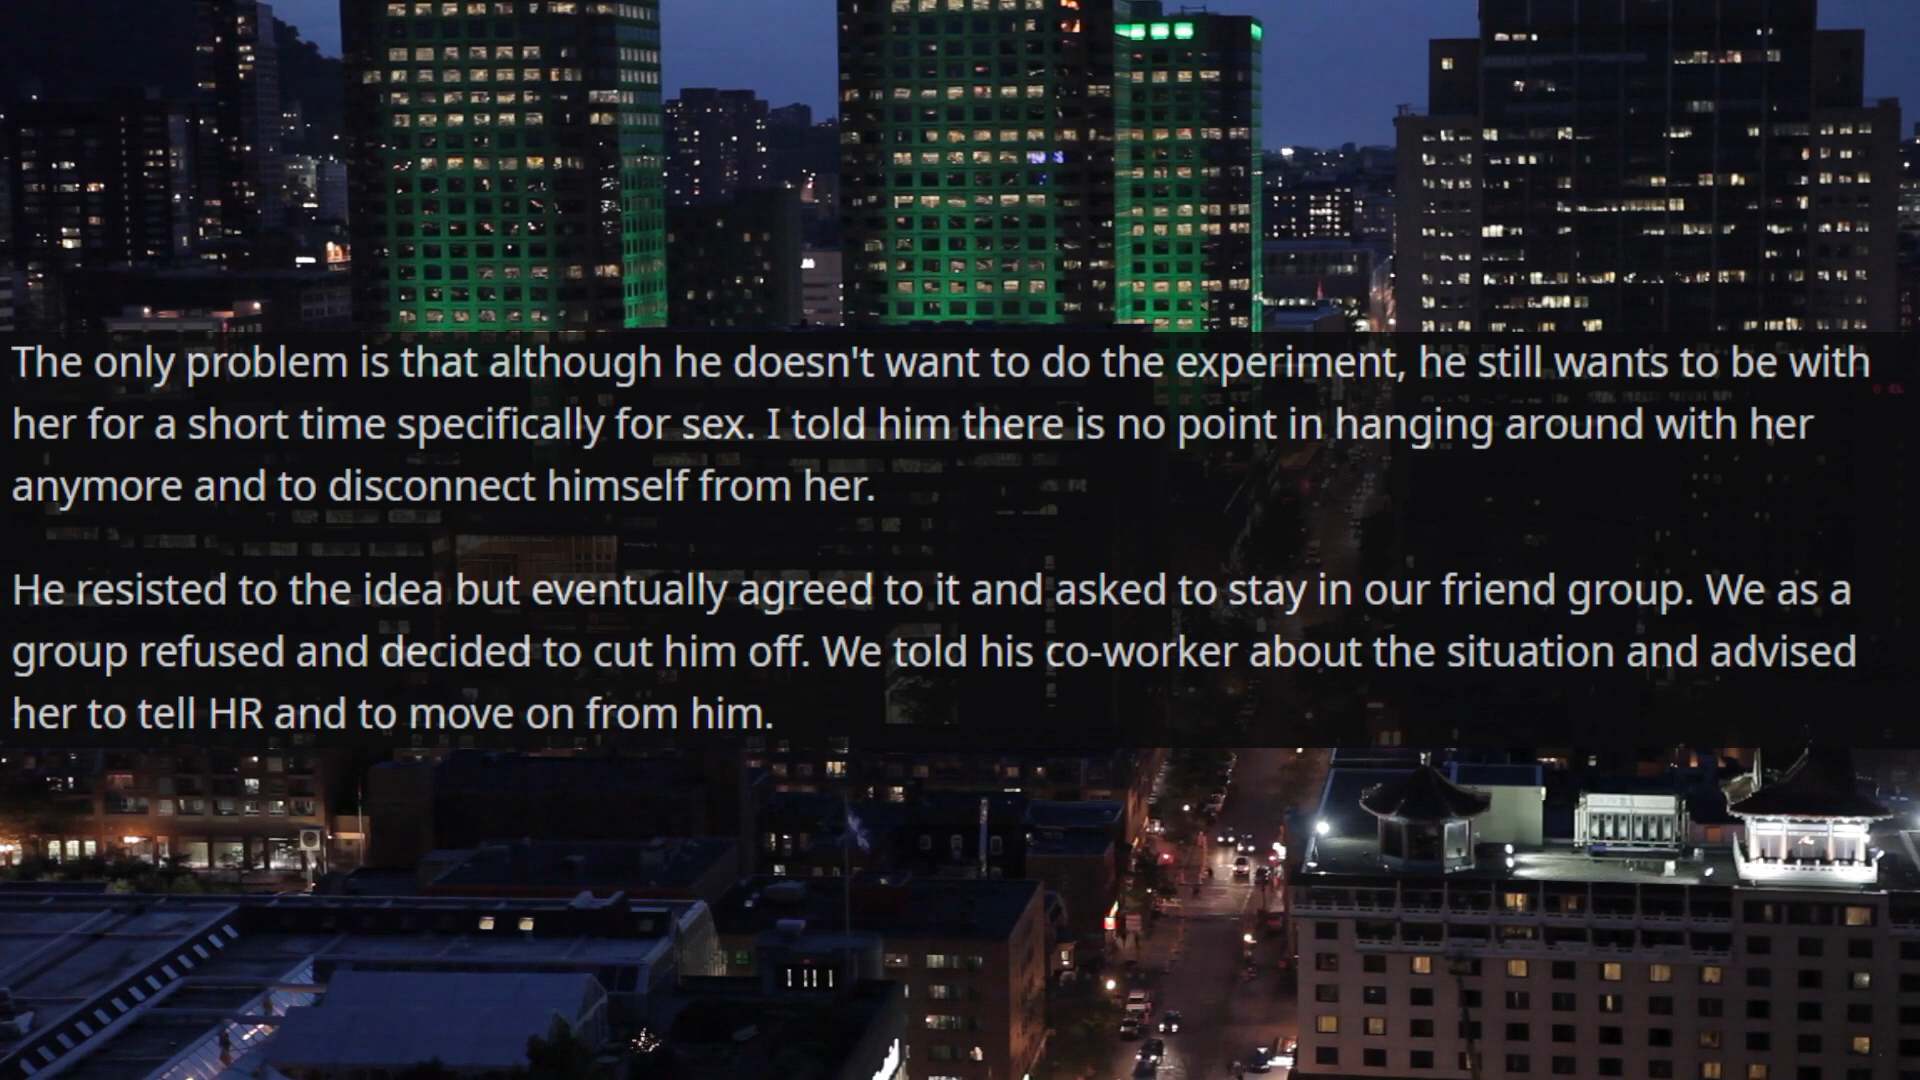 The only problem is that although he doesn't want to do the experiment, he still wants to be with
her for a short time specifically for sex. I told him there is no point in hanging around with her
anymore and to disconnect himself from her.
He resisted to the idea but eventually agreed to it and asked to stay in our friend group. We as a
group refused and decided to cut him off. We told his co-worker about the situation and advised
her to tell HR and to move on from him.